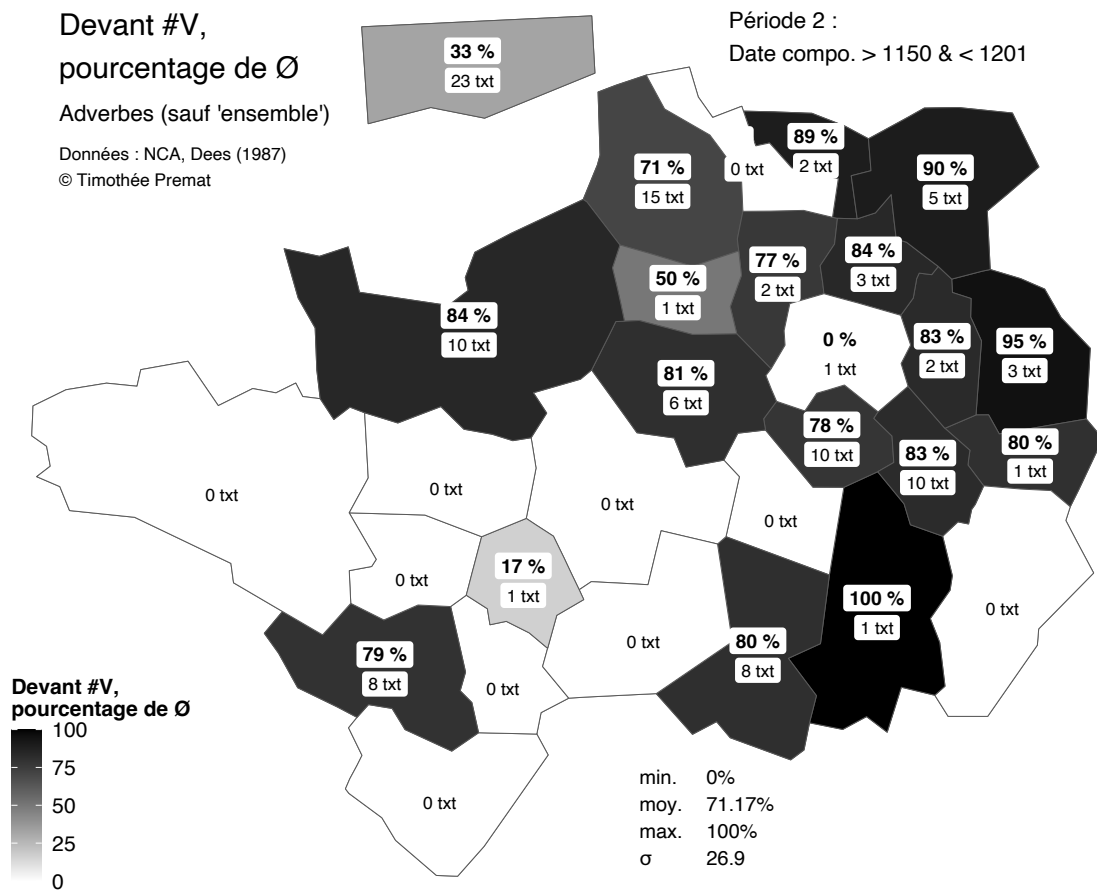 Devant #V,
pourcentage de Ø
Adverbes (sauf 'ensemble')
Données : NCA, Dees (1987)
© Timothée Premat
Période 2 :
Date compo. > 1150 & < 1201
33 %
23 txt
89 %
2 txt
71 %
15 txt
0 txt
90 %
5 txt
84 %
3 txt
77 %
2 txt
50 %
1 txt
84 %
10 txt
0 %
1 txt
83 %
2 txt
95 %
3 txt
81 %
6 txt
78 %
10 txt
83 %
10 txt
80 %
1 txt
0 txt
0 txt
0 txt
0 txt
0 txt
17 %
1 txt
100 %
1 txt
0 txt
0 txt
80 %
8 txt
79 %
8 txt
0 txt
0 txt
Devant #V,
pourcentage de Ø
100
75
50
25
0
min. 0%
moy. 71.17%
max. 100%
σ 26.9